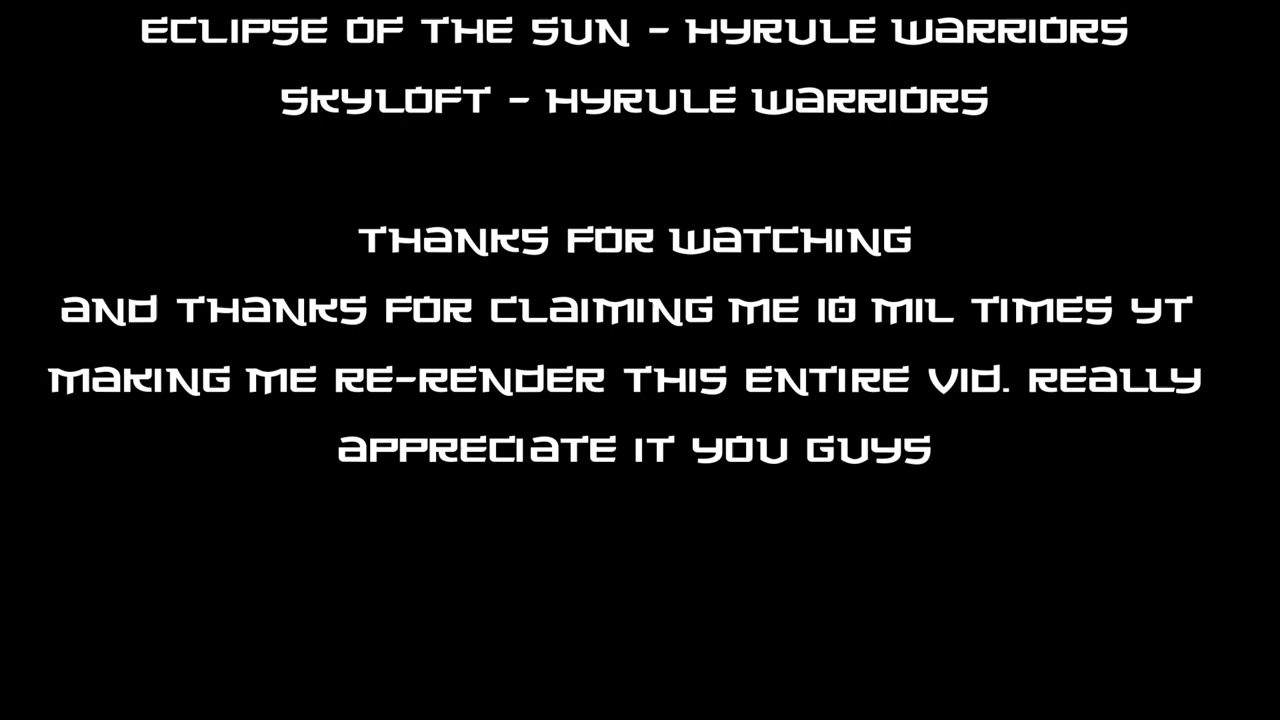 ECLIPSE OF THE SUN - HYRULE WARRIORS
SKYLOFT - HYRULE WARRIORS
THANKS FOR WATCHING
AND THANKS FOR CLAIMING ME 10 MIL TIMES YT
MAKING ME RE-RENDER THIS ENTIRE VID. REALLY
APPRECIATE IT YOU GUYS